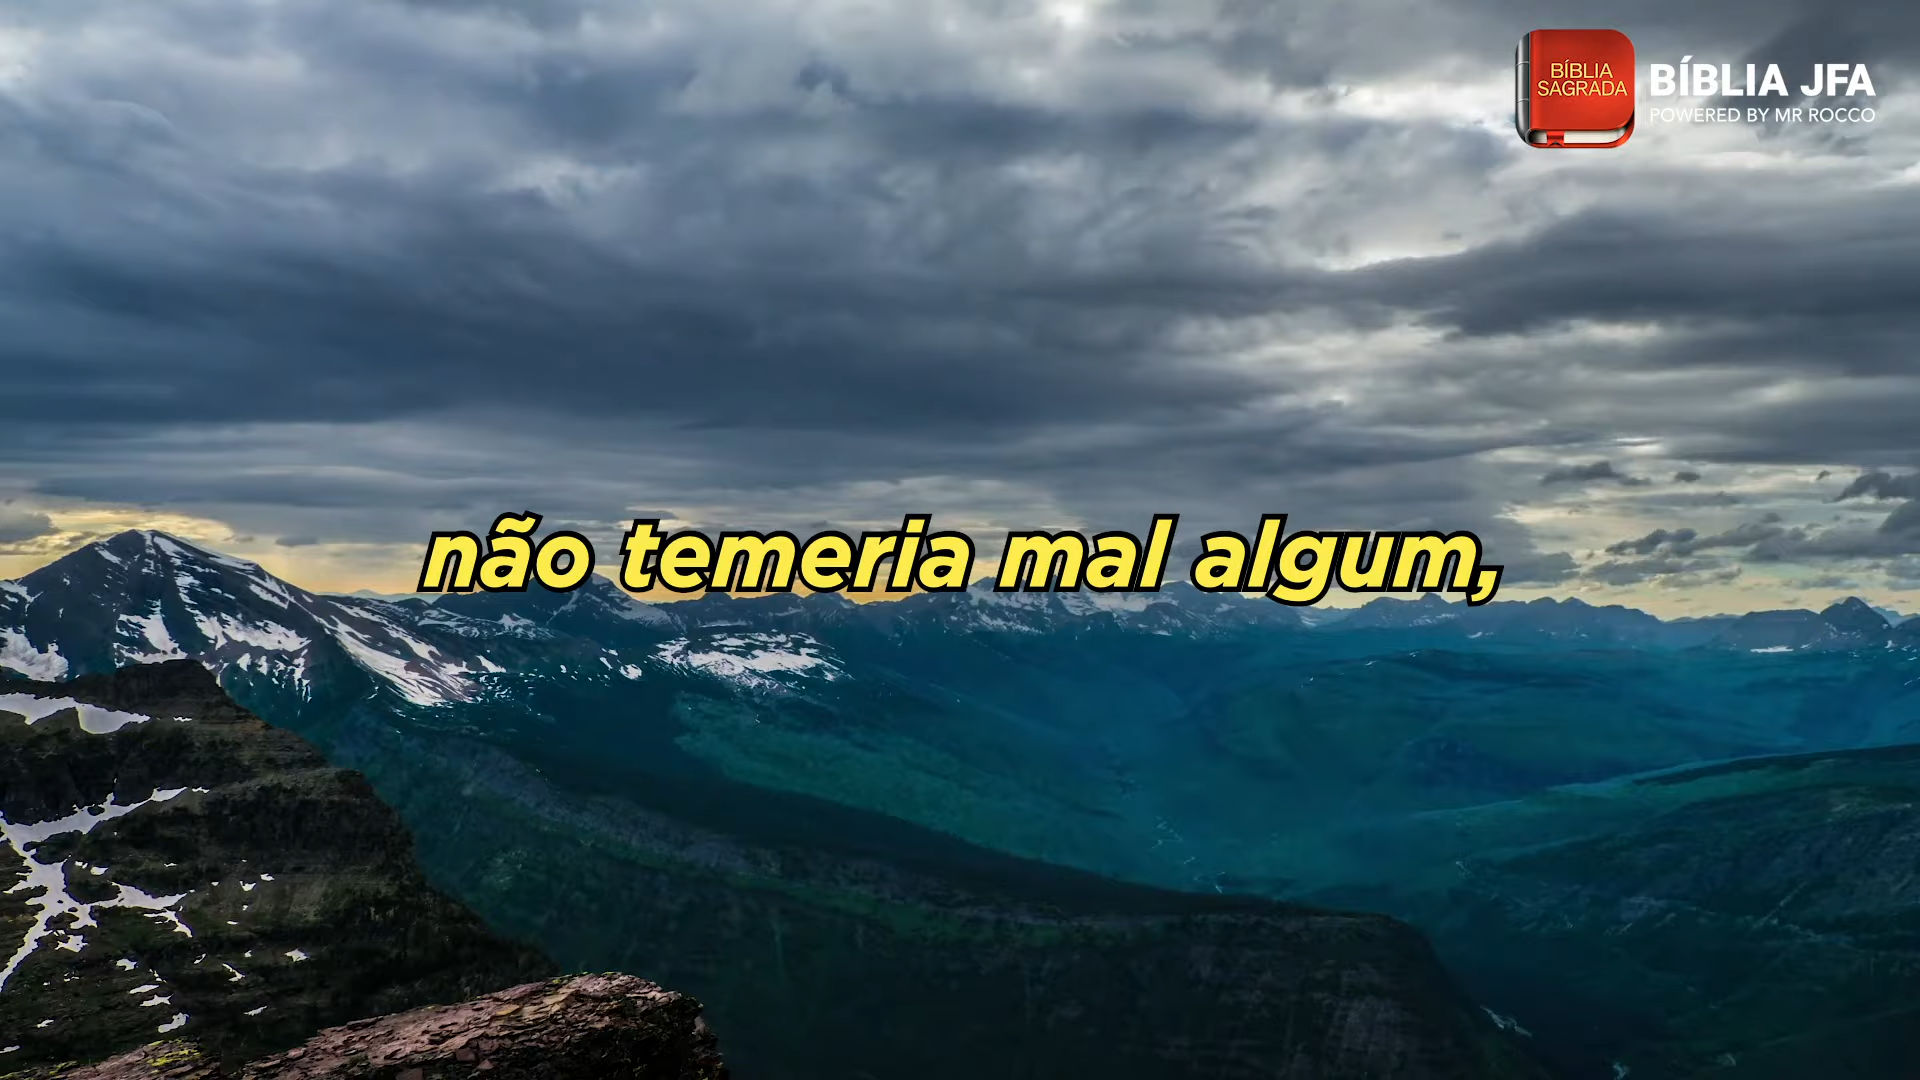 BÍBLIA
SAGRADA
BÍBLIA JFA
POWERED BY MR ROCCO
não temeria mal algum,